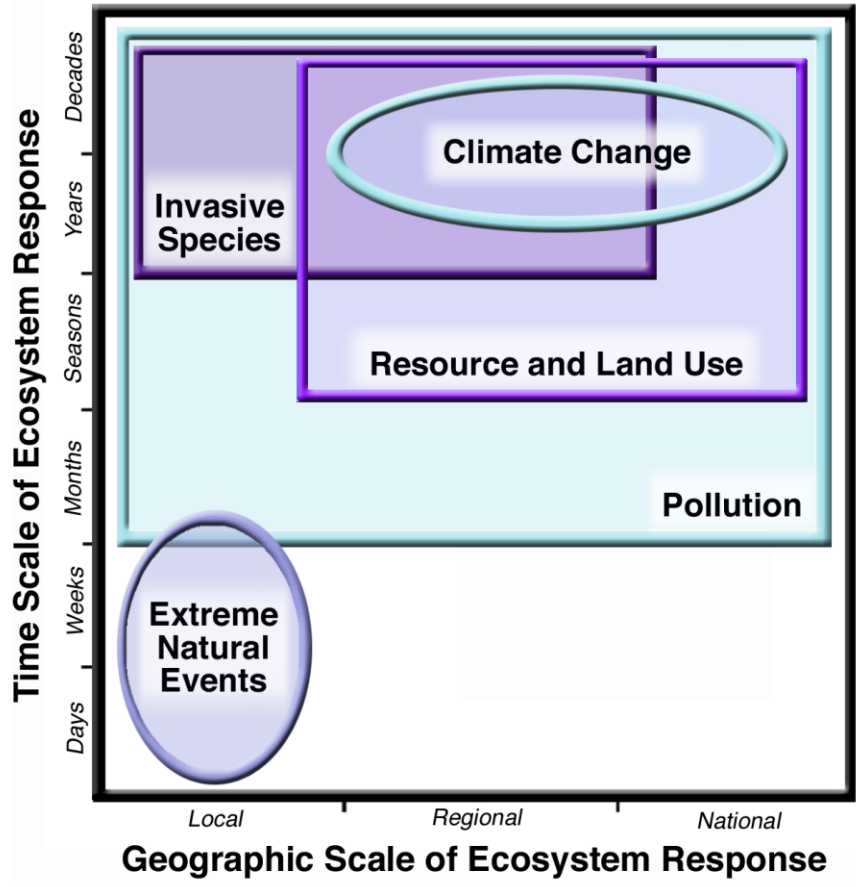 Time Scale of Ecosystem Response
Decades
Years
Seasons
Months
Weeks
Days
Climate Change
Invasive
Species
Resource and Land Use
Pollution
Extreme
Natural
Events
Local
Regional
National
Geographic Scale of Ecosystem Response